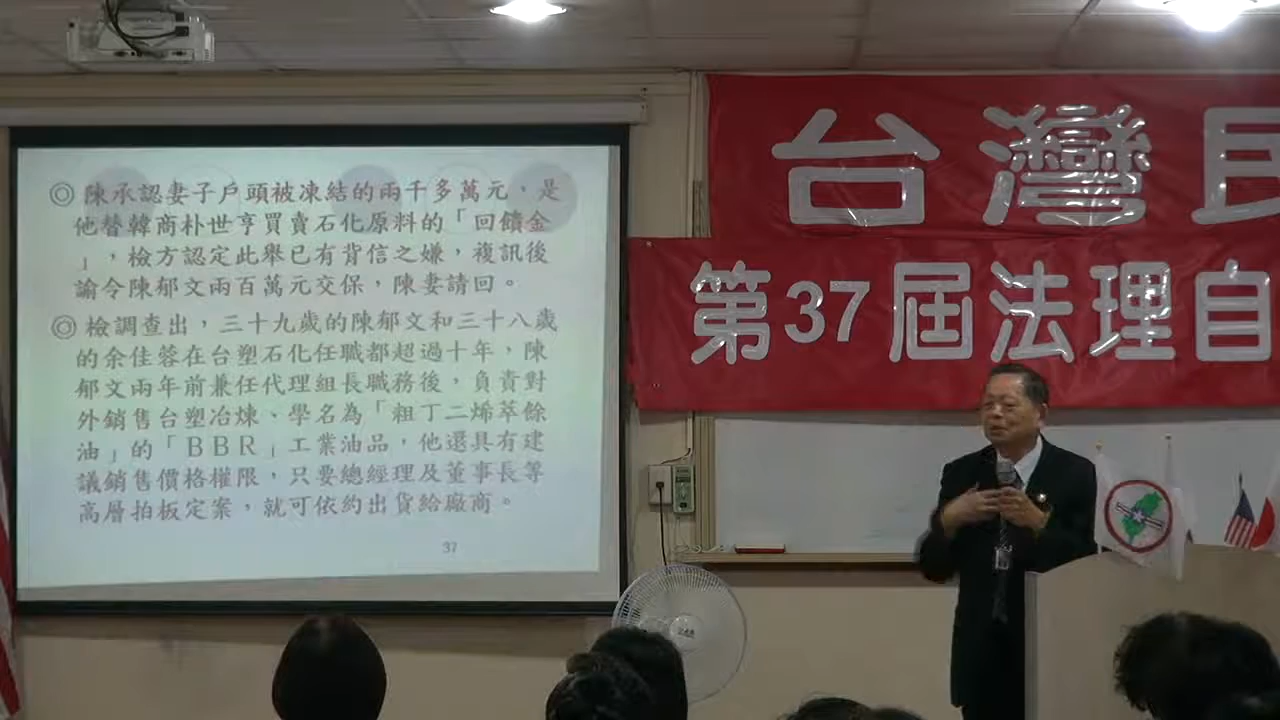 ◎陳承認妻子戶頭被凍結的兩千多萬元，是
他替韓商朴世亨買賣石化原料的「回饋金
」，檢方認定此舉已有背信之嫌，複訊後
諭令陳郁文兩百萬元交保，陳妻請回。
◎檢調查出，三十九歲的陳郁文和三十八歲
的余佳蓉在台塑石化任職都超過十年，陳
郁文兩年前兼任代理組長職務後，負責對
外銷售台塑冶煉、學名為「粗丁二烯萃餘
油」的「ＢＢＲ」工業油品，他還具有建
議銷售價格權限，只要總經理及董事長等
高層拍板定案，就可依約出貨給廠商。
37
台灣民
第37屆法理自